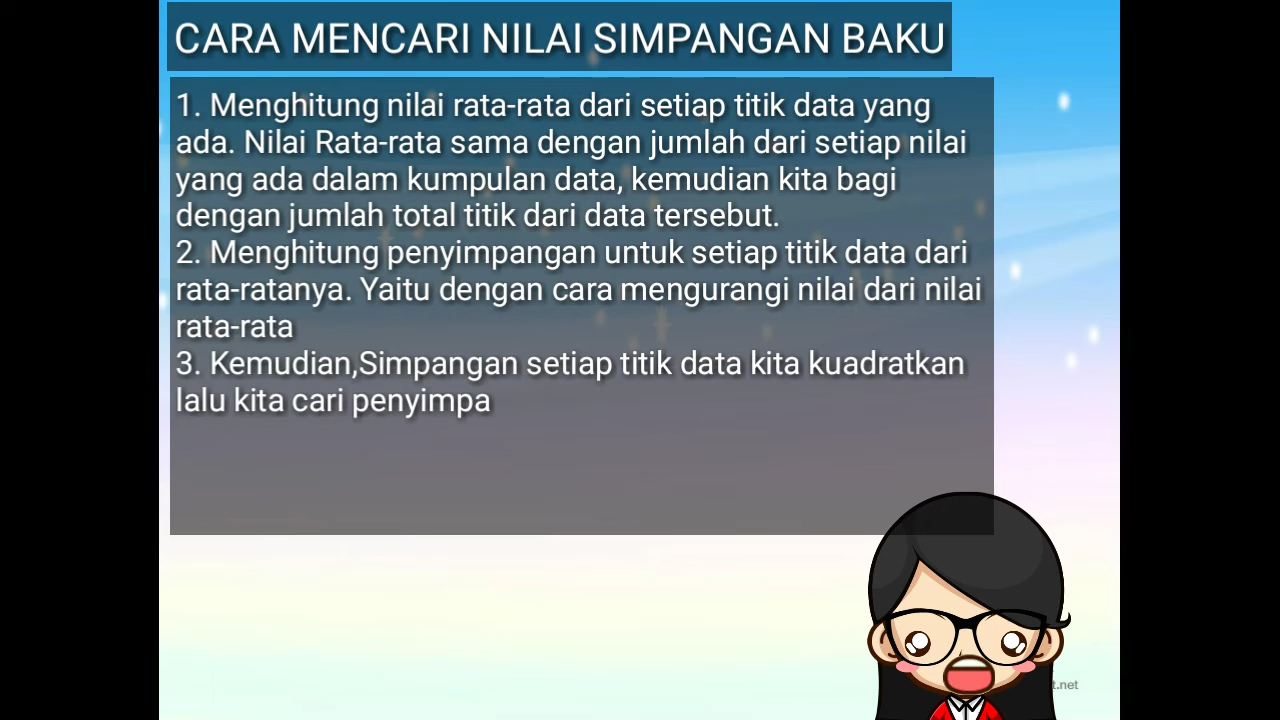 CARA MENCARI NILAI SIMPANGAN BAKU
1. Menghitung nilai rata-rata dari setiap titik data yang
ada. Nilai Rata-rata sama dengan jumlah dari setiap nilai
yang ada dalam kumpulan data, kemudian kita bagi
dengan jumlah total titik dari data tersebut.
2. Menghitung penyimpangan untuk setiap titik data dari
rata-ratanya. Yaitu dengan cara mengurangi nilai dari nilai
rata-rata
3. Kemudian,Simpangan setiap titik data kita kuadratkan
lalu kita cari penyimpa
t.net